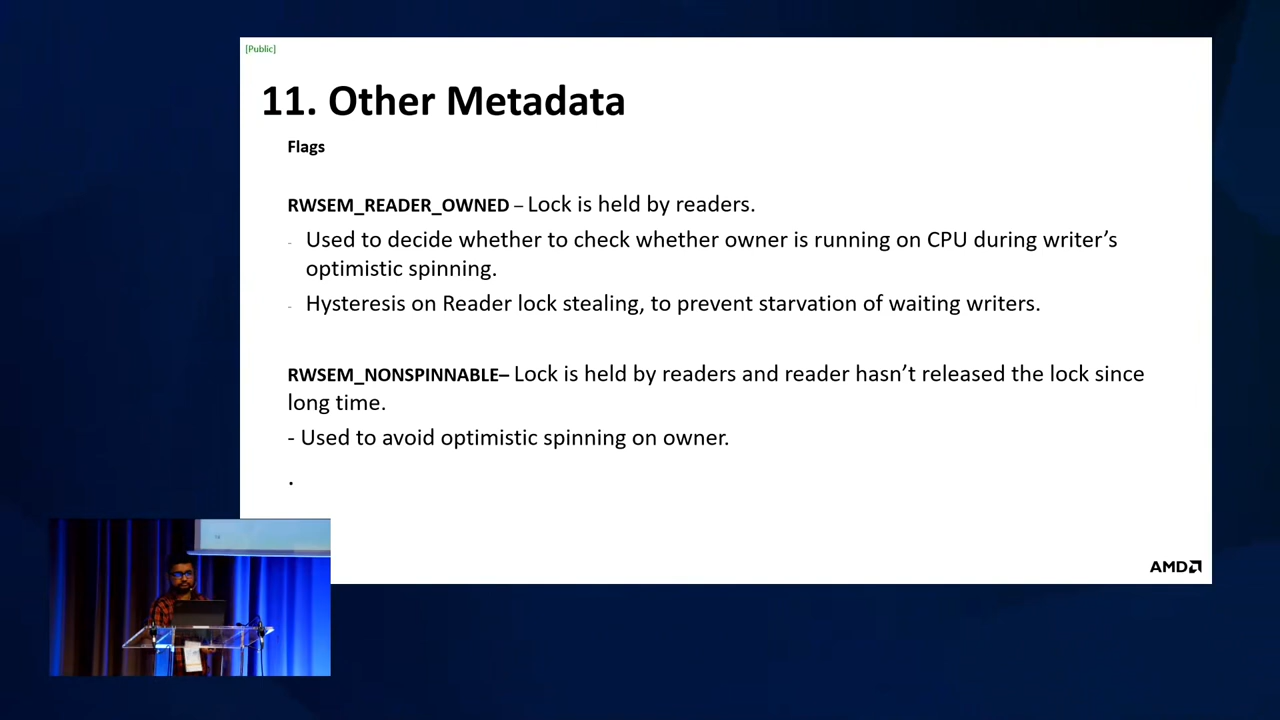 [Public]
11. Other Metadata
Flags
RWSEM_READER_OWNED – Lock is held by readers.
- Used to decide whether to check whether owner is running on CPU during writer’s
optimistic spinning.
- Hysteresis on Reader lock stealing, to prevent starvation of waiting writers.
RWSEM_NONSPINNABLE– Lock is held by readers and reader hasn’t released the lock since
long time.
- Used to avoid optimistic spinning on owner.
.
AMD